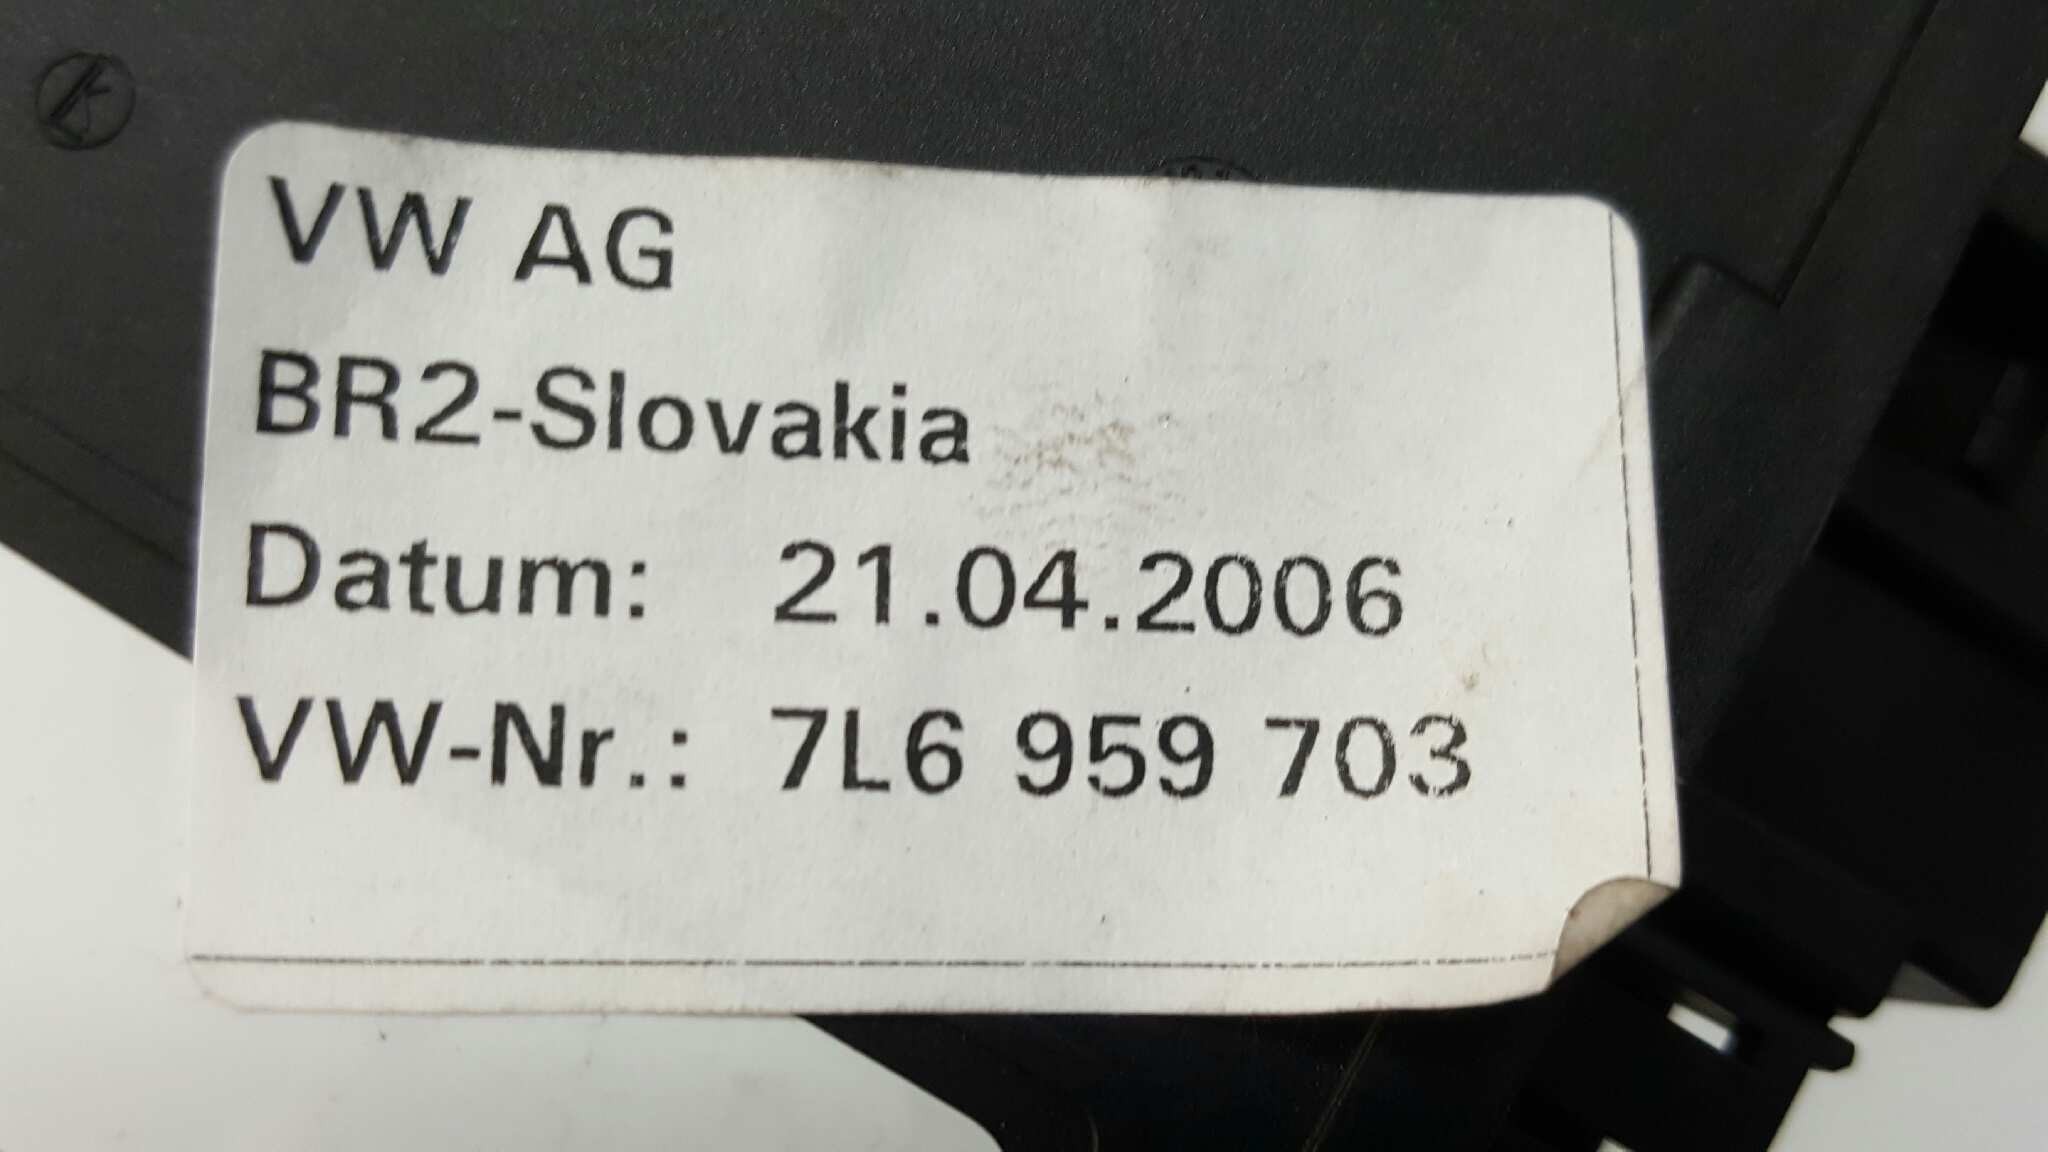 VW AG
BR2-Slovakia
Datum: 21.04.2006
VW-Nr.: 7L6 959 703